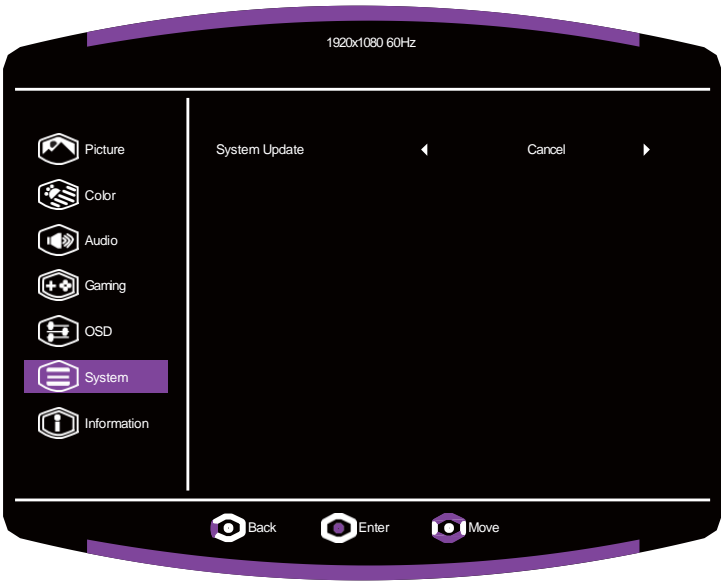 1920x1080 60Hz
Picture
System Update
Cancel
Color
Audio
Gaming
OSD
System
Information
Back
Enter
Move